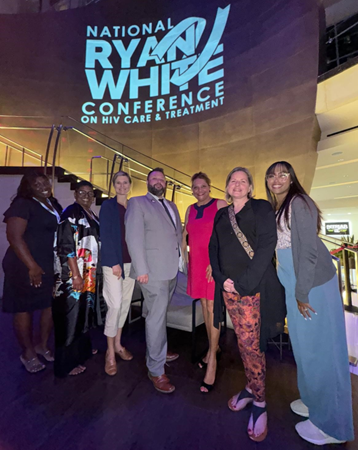 NATIONAL
RYAN
WHITE
CONFERENCE
ON HIV CARE & TREATMENT